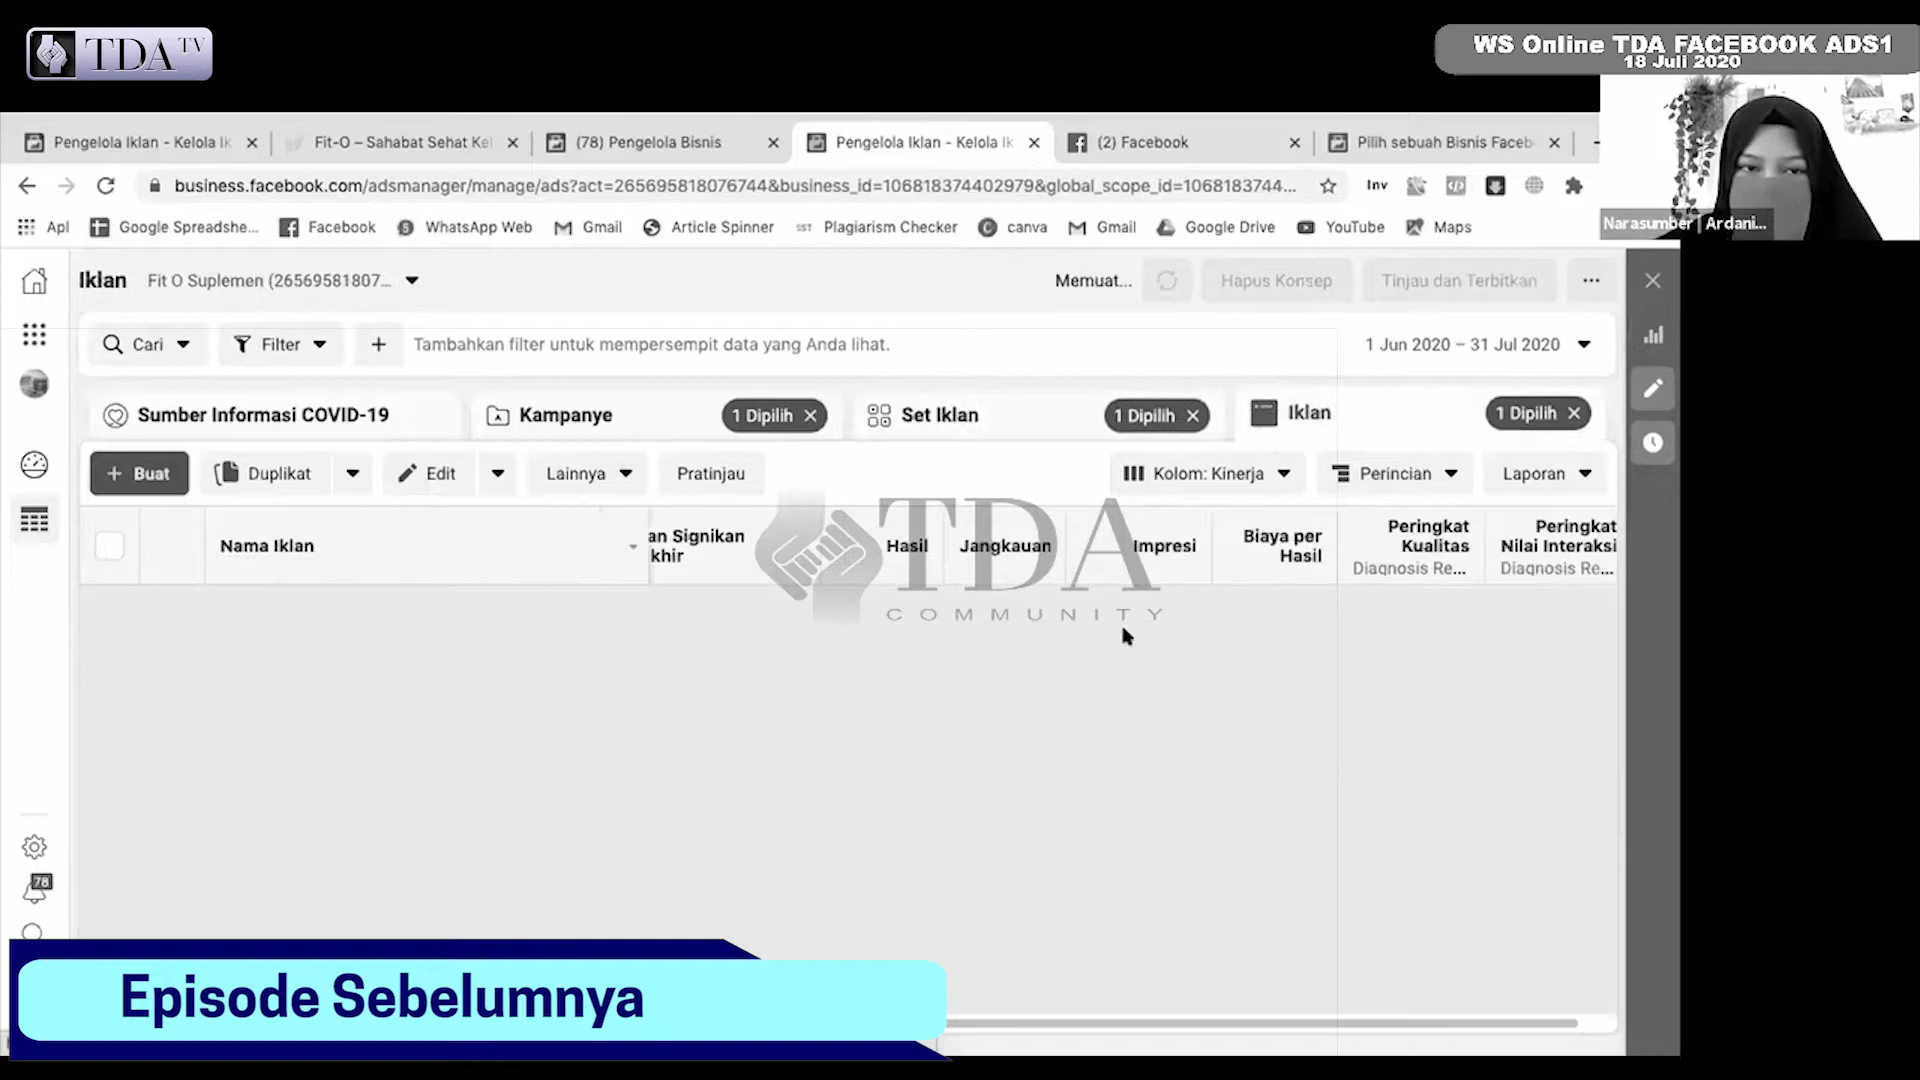 TDA TV
WS Online TDA FACEBOOK ADS1
18 Juli 2020
Pengelola Iklan - Kelola Ik
Fit-O – Sahabat Sehat Kel
(78) Pengelola Bisnis
Pengelola Iklan - Kelola Ik
(2) Facebook
Pilih sebuah Bisnis Faceb
business.facebook.com/adsmanager/manage/ads?act=265695818076744&business_id=106818374402979&global_scope_id=1068183744...
Inv
Apl
Google Spreadshe...
Facebook
WhatsApp Web
Gmail
Article Spinner
SST Plagiarism Checker
canva
Gmail
Google Drive
YouTube
Maps
Narasumber | Ardani...
Iklan
Fit O Suplemen (26569581807...
Memuat...
Hapus Konsep
Tinjau dan Terbitkan
Cari
Filter
Tambahkan filter untuk mempersempit data yang Anda lihat.
1 Jun 2020 – 31 Jul 2020
Sumber Informasi COVID-19
Kampanye
1 Dipilih
Set Iklan
1 Dipilih
Iklan
1 Dipilih
+ Buat
Duplikat
Edit
Lainnya
Pratinjau
Kolom: Kinerja
Perincian
Laporan
Nama Iklan
an Signikan
khir
Hasil
Jangkauan
Impresi
Biaya per
Hasil
Peringkat
Kualitas
Diagnosis Re...
Peringkat
Nilai Interaksi
Diagnosis Re...
TDA
COMMUNITY
78
Episode Sebelumnya